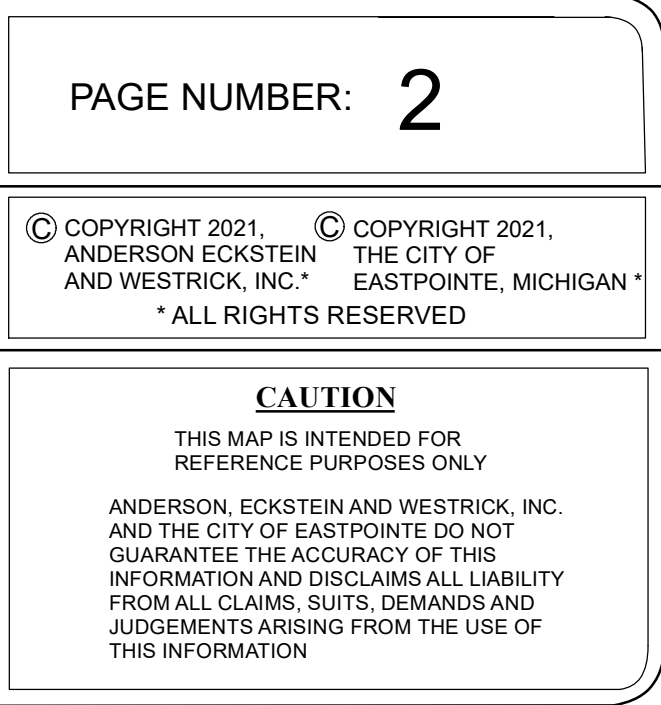 PAGE NUMBER: 2
© COPYRIGHT 2021,
ANDERSON ECKSTEIN
AND WESTRICK, INC.*
© COPYRIGHT 2021,
THE CITY OF
EASTPOINTE, MICHIGAN *
* ALL RIGHTS RESERVED
CAUTION
THIS MAP IS INTENDED FOR
REFERENCE PURPOSES ONLY
ANDERSON, ECKSTEIN AND WESTRICK, INC.
AND THE CITY OF EASTPOINTE DO NOT
GUARANTEE THE ACCURACY OF THIS
INFORMATION AND DISCLAIMS ALL LIABILITY
FROM ALL CLAIMS, SUITS, DEMANDS AND
JUDGEMENTS ARISING FROM THE USE OF
THIS INFORMATION